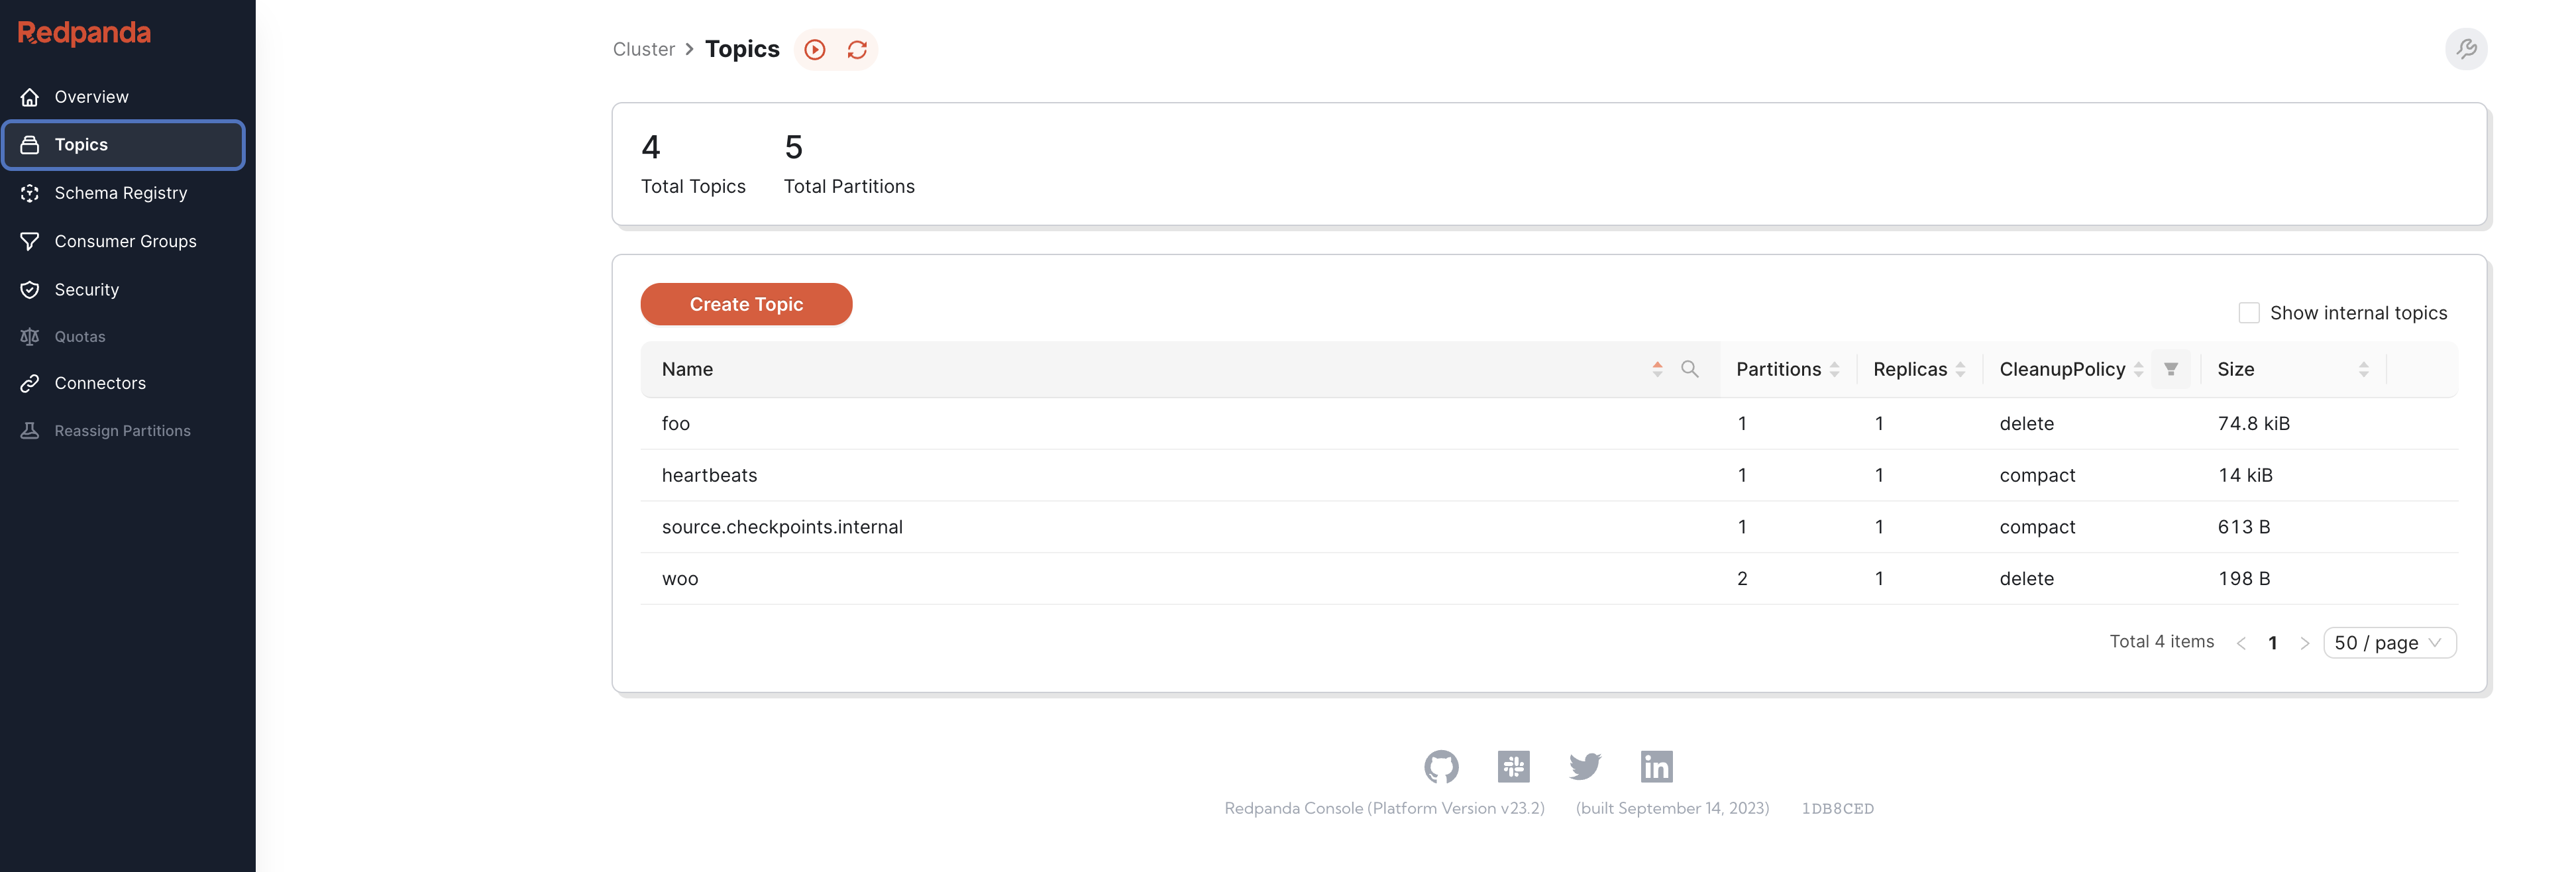 Redpanda
Overview
Topics
Schema Registry
Consumer Groups
Security
Quotas
Connectors
Reassign Partitions
Cluster > Topics
4 5
Total Topics Total Partitions
Create Topic
Show internal topics
Name Partitions Replicas CleanupPolicy Size
foo 1 1 delete 74.8 kiB
heartbeats 1 1 compact 14 kiB
source.checkpoints.internal 1 1 compact 613 B
woo 2 1 delete 198 B
Total 4 items < 1 > 50 / page
in
Redpanda Console (Platform Version v23.2) (built September 14, 2023) 1DB8CED